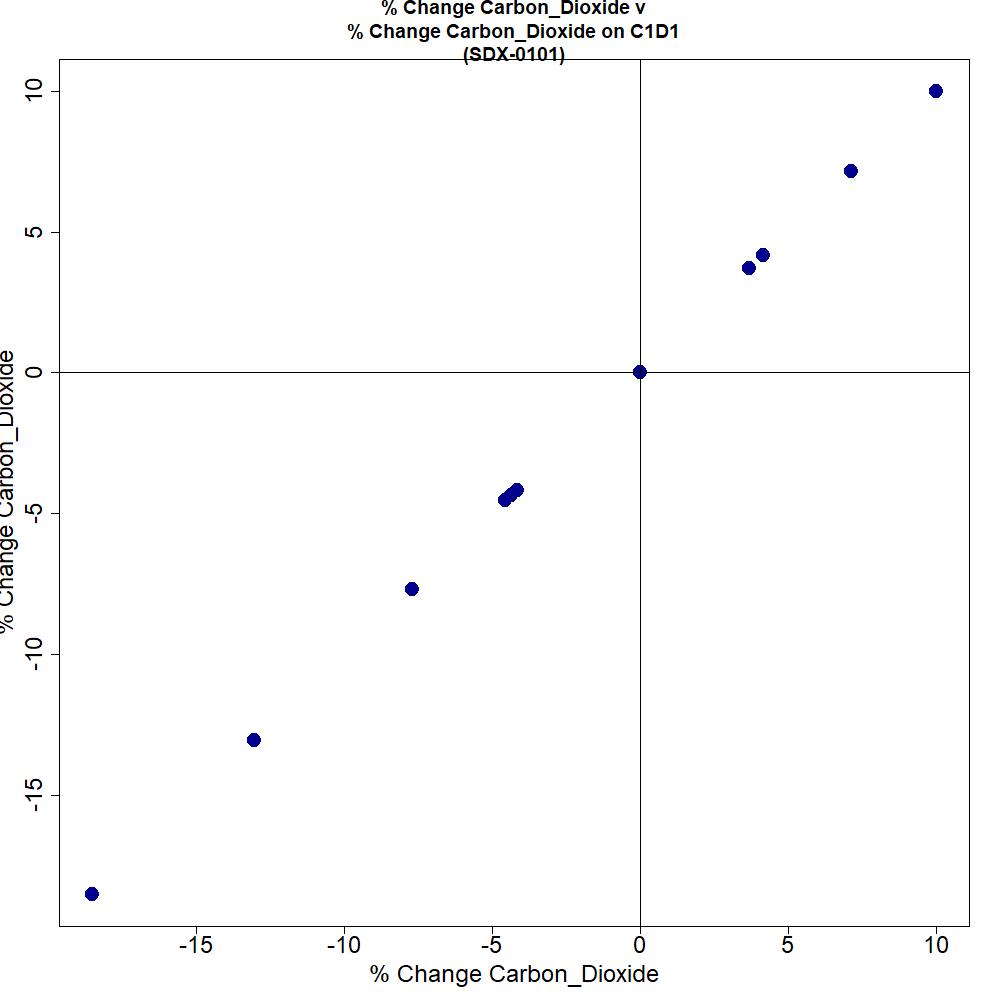 % Change Carbon_Dioxide v
% Change Carbon_Dioxide on C1D1
(SDX-0101)
10
5
0
-5
-10
-15
% Change Carbon_Dioxide
-15
-10
-5
0
5
10
% Change Carbon_Dioxide